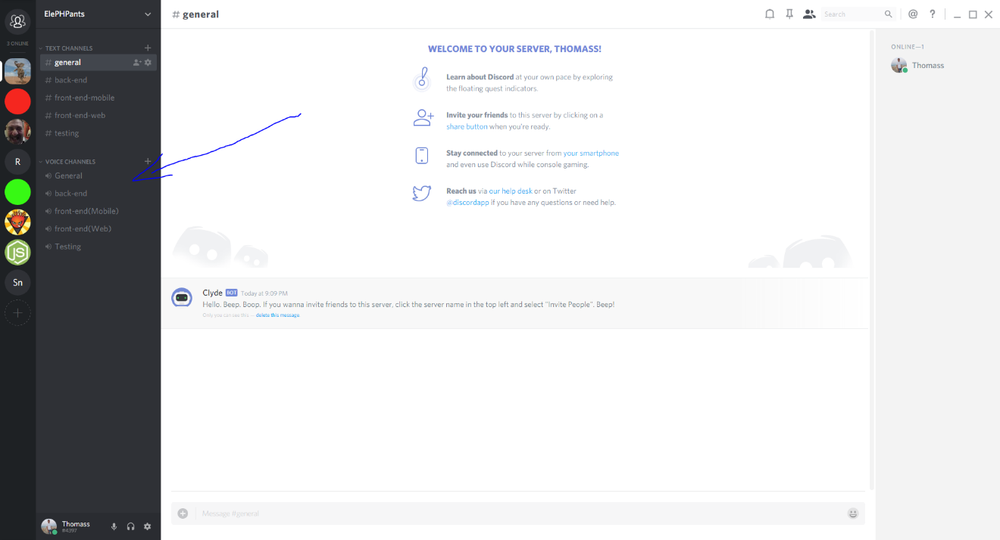 ElePHPants
3 ONLINE
TEXT CHANNELS
# general
# back-end
# front-end-mobile
# front-end-web
# testing
VOICE CHANNELS
General
back-end
front-end(Mobile)
front-end(Web)
Testing
R
JS
Sn
Thomass
#4397
# general
Search
@
?
WELCOME TO YOUR SERVER, THOMASS!
Learn about Discord at your own pace by exploring
the floating quest indicators.
Invite your friends to this server by clicking on a
share button when you're ready.
Stay connected to your server from your smartphone
and even use Discord while console gaming.
Reach us via our help desk or on Twitter
@discordapp if you have any questions or need help.
Clyde BOT Today at 9:09 PM
Hello. Beep. Boop. If you wanna invite friends to this server, click the server name in the top left and select "Invite People". Beep!
Only you can see this — delete this message.
Message #general
ONLINE—1
Thomass